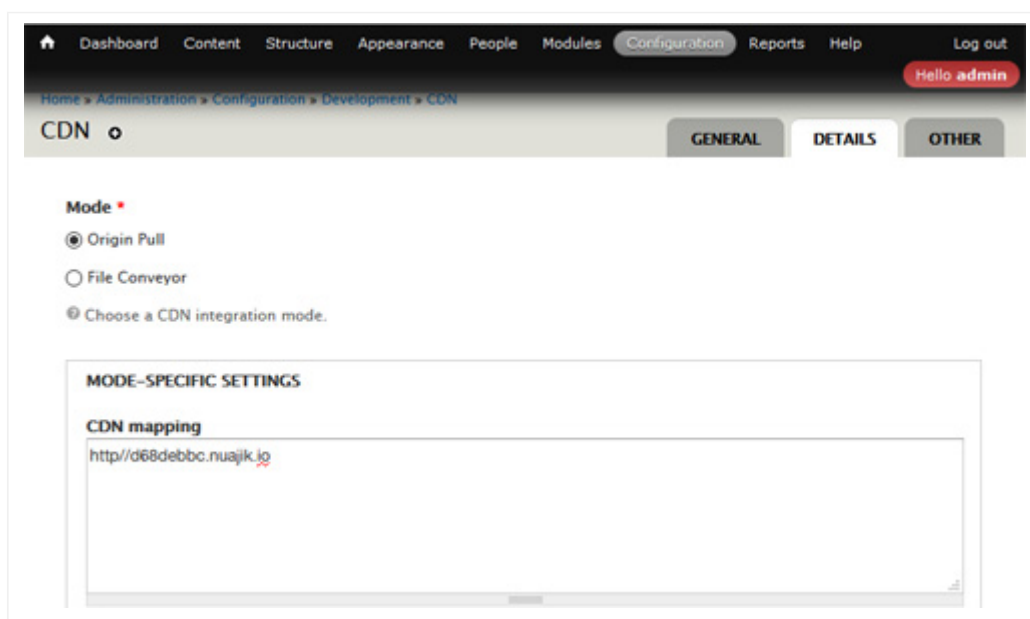 Dashboard Content Structure Appearance People Modules Configuration Reports Help Log out
Hello admin
Home » Administration » Configuration » Development » CDN
CDN
GENERAL DETAILS OTHER
Mode *
Origin Pull
File Conveyor
Choose a CDN integration mode.
MODE-SPECIFIC SETTINGS
CDN mapping
http//d68debbc.nuajik.io